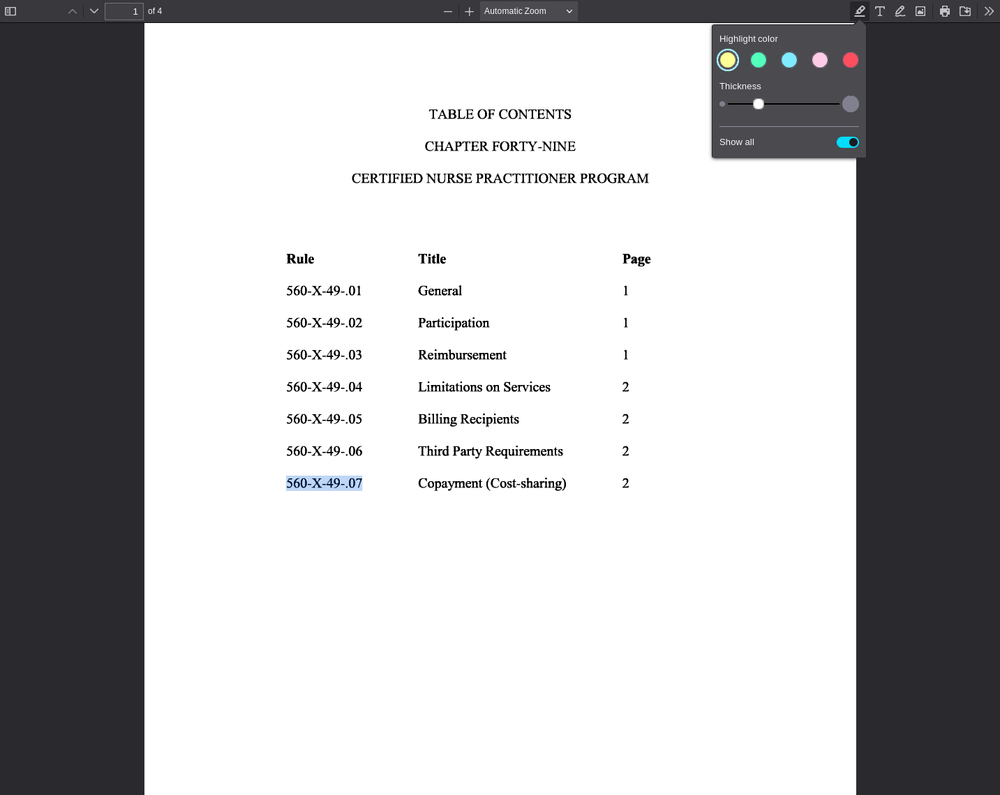 1 of 4 Automatic Zoom
Highlight color
Thickness
Show all
TABLE OF CONTENTS
CHAPTER FORTY-NINE
CERTIFIED NURSE PRACTITIONER PROGRAM
Rule Title Page
560-X-49-.01 General 1
560-X-49-.02 Participation 1
560-X-49-.03 Reimbursement 1
560-X-49-.04 Limitations on Services 2
560-X-49-.05 Billing Recipients 2
560-X-49-.06 Third Party Requirements 2
560-X-49-.07 Copayment (Cost-sharing) 2